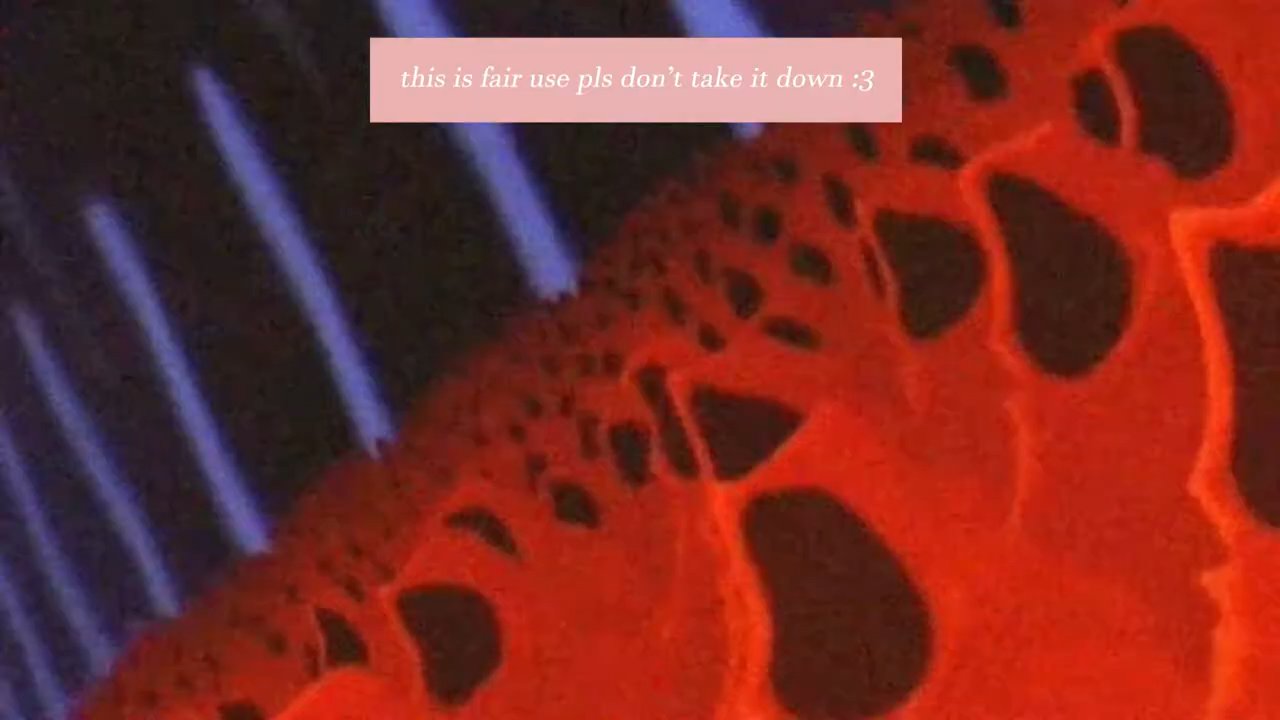 this is fair use pls don’t take it down :3